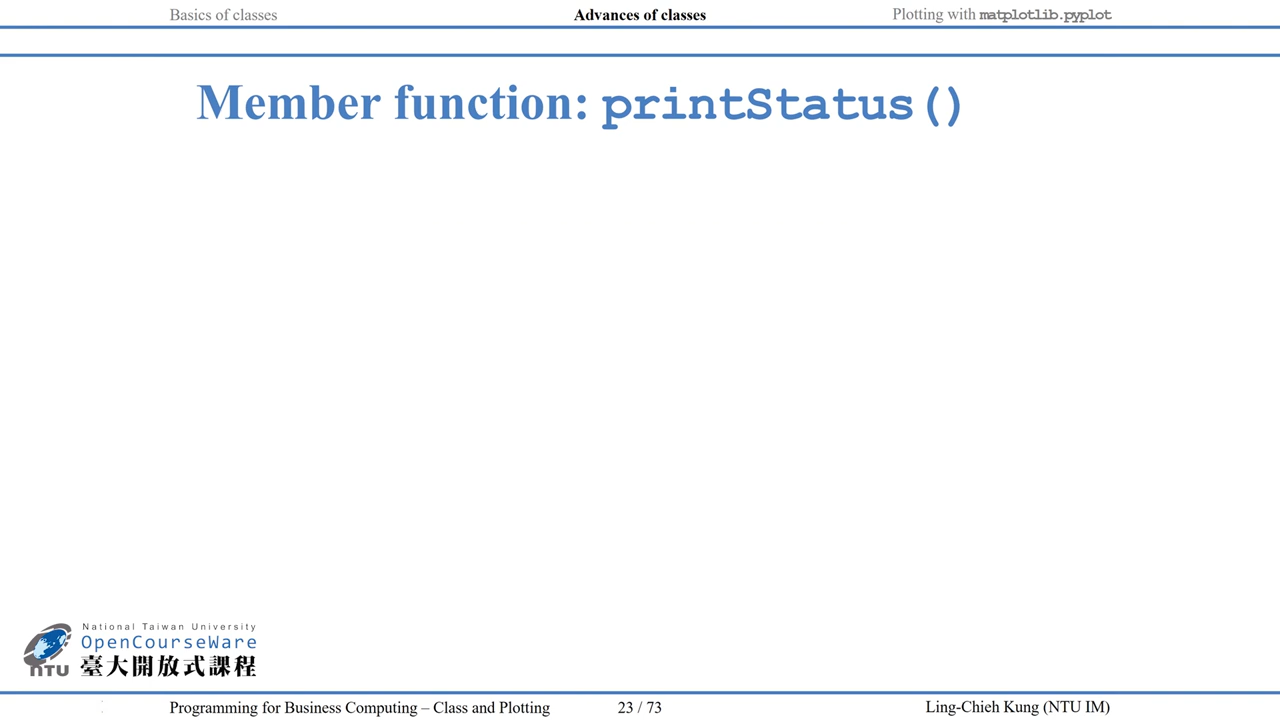 Basics of classes
Advances of classes
Plotting with matplotlib.pyplot
Member function: printStatus()
National Taiwan University
OpenCourseWare
NTU 臺大開放式課程
Programming for Business Computing – Class and Plotting
23 / 73
Ling-Chieh Kung (NTU IM)